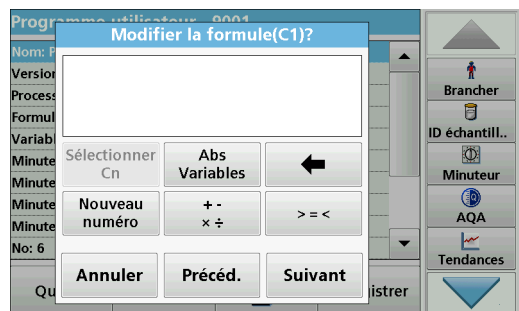 Programme utilisateur 9001
Modifier la formule(C1)?
Nom: P
Version
Process
Formul
Variabl
Minute
Minute
Minute
Minute
No: 6
Sélectionner Cn
Abs Variables
Nouveau numéro
+ -
× ÷
> = <
Annuler
Précéd.
Suivant
Qu
istrer
Brancher
ID échantill..
Minuteur
AQA
Tendances